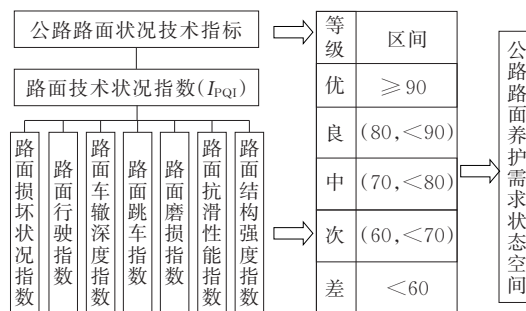 公路路面状况技术指标
路面技术状况指数(I_PQI)
路面损坏状况指数
路面行驶指数
路面车辙深度指数
路面跳车指数
路面磨损指数
路面抗滑性能指数
路面结构强度指数
等级 区间
优 ≥90
良 (80,<90)
中 (70,<80)
次 (60,<70)
差 <60
公路路面养护需求状态空间